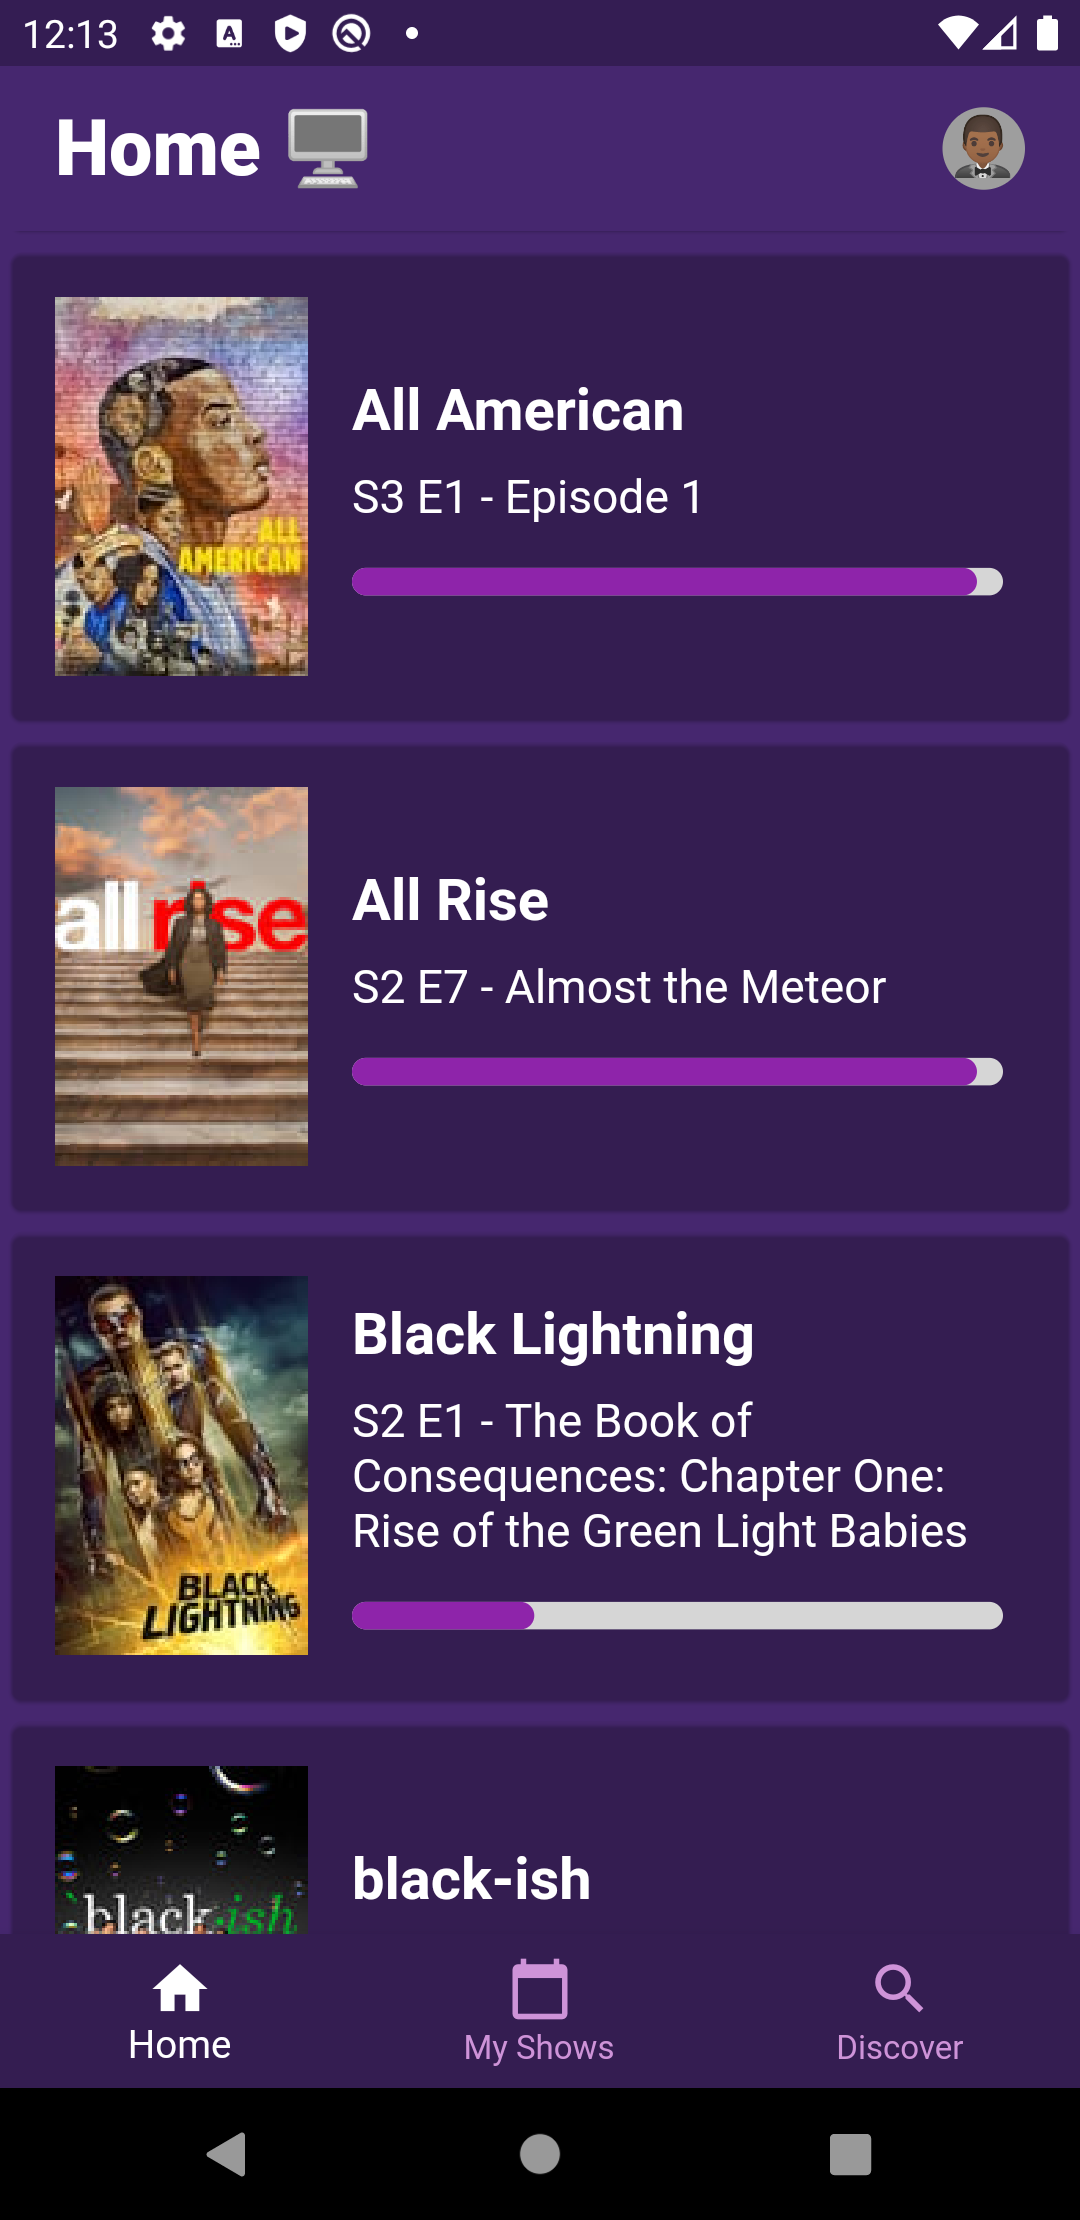 12:13
Home
ALL
AMERICAN
All American
S3 E1 - Episode 1
all rise
All Rise
S2 E7 - Almost the Meteor
BLACK
LIGHTNING
Black Lightning
S2 E1 - The Book of
Consequences: Chapter One:
Rise of the Green Light Babies
black-ish
black-ish
Home
My Shows
Discover